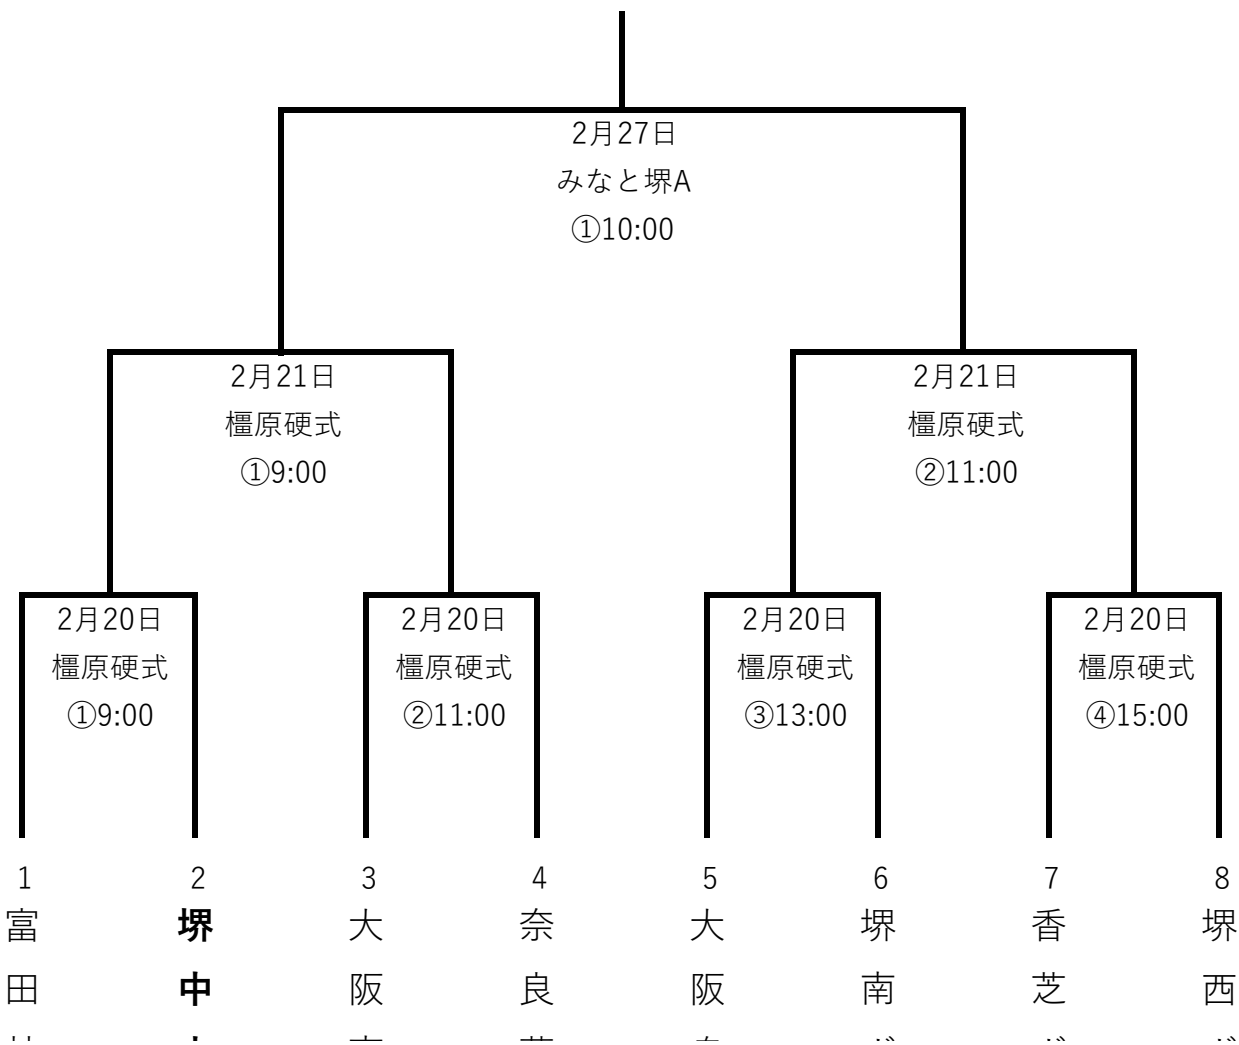 2月27日
みなと堺A
①10:00
2月21日
橿原硬式
①9:00
2月21日
橿原硬式
②11:00
2月20日
橿原硬式
①9:00
2月20日
橿原硬式
②11:00
2月20日
橿原硬式
③13:00
2月20日
橿原硬式
④15:00
1
富田
2
堺中
3
大阪
4
奈良
5
大阪
6
堺南
7
香芝
8
堺西